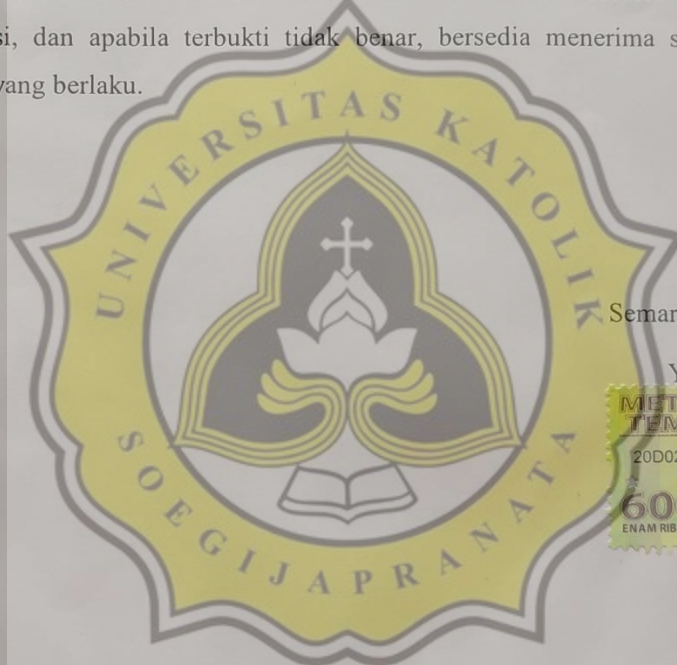 si, dan apabila terbukti tidak benar, bersedia menerima s
yang berlaku.
UNIVERSITAS KATOLIK
SOEGIJAPRANATA
Semar
Y
MET
TEM
20D02
60
ENAM RIB